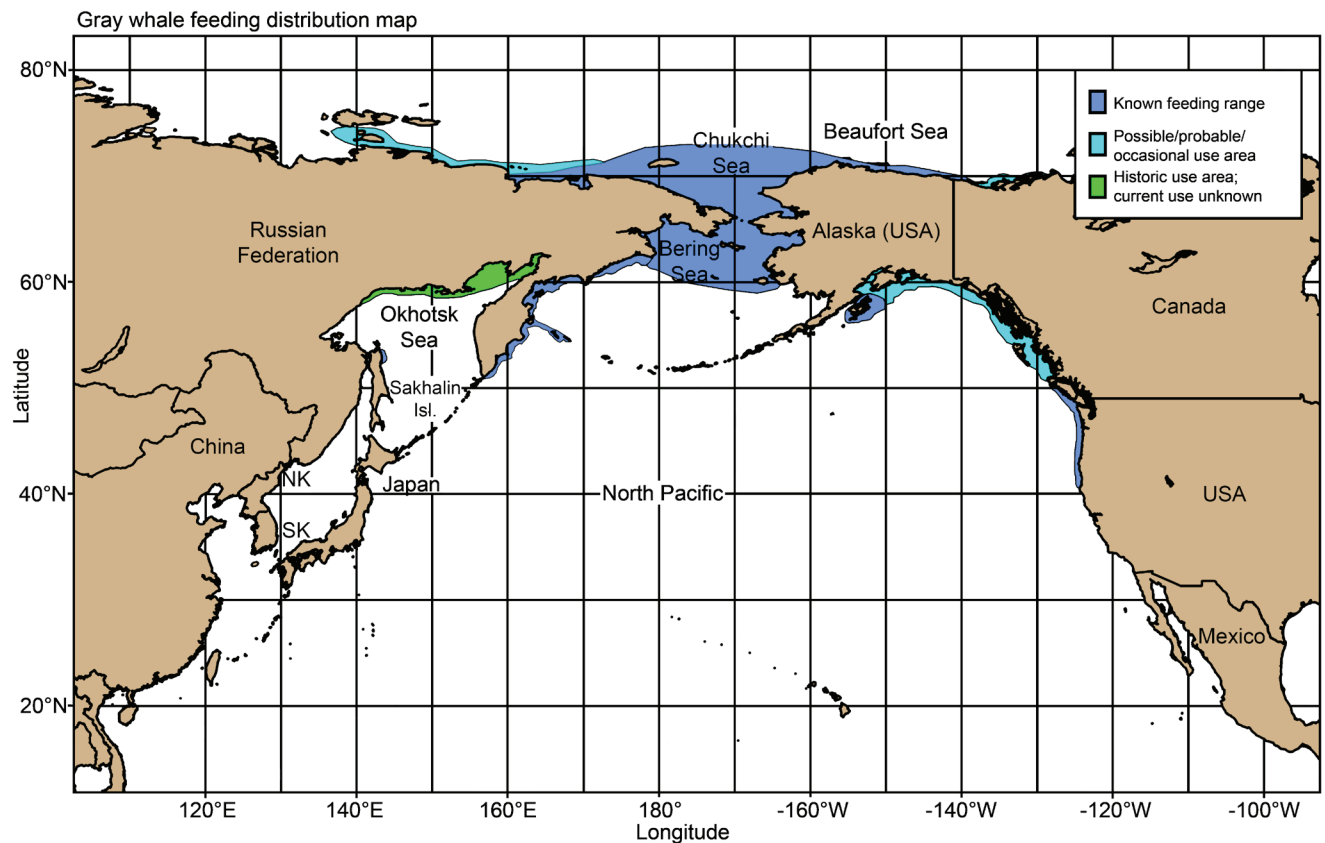 Gray whale feeding distribution map
80°N
60°N
40°N
20°N
Latitude
120°E
140°E
160°E
180°
-160°W
-140°W
-120°W
-100°W
Longitude
Known feeding range
Possible/probable/
occasional use area
Historic use area;
current use unknown
Chukchi
Sea
Beaufort Sea
Russian
Federation
Bering
Sea
Alaska (USA)
Canada
Okhotsk
Sea
Sakhalin
Isl.
China
NK
SK
Japan
North Pacific
USA
Mexico